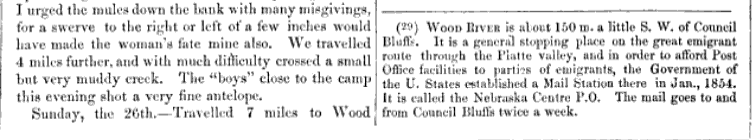 I urged the mules down the bank with many misgivings,
for a swerve to the right or left of a few inches would
have made the woman's fate mine also. We travelled
4 miles further, and with much difficulty crossed a small
but very muddy creek. The "boys" close to the camp
this evening shot a very fine antelope.
Sunday, the 26th.—Travelled 7 miles to Wood
(29) WOOD RIVER is about 150 m. a little S. W. of Council
Bluffs. It is a general stopping place on the great emigrant
route through the Platte valley, and in order to afford Post
Office facilities to parties of emigrants, the Government of
the U. States established a Mail Station there in Jan., 1854.
It is called the Nebraska Centre P.O. The mail goes to and
from Council Bluffs twice a week.